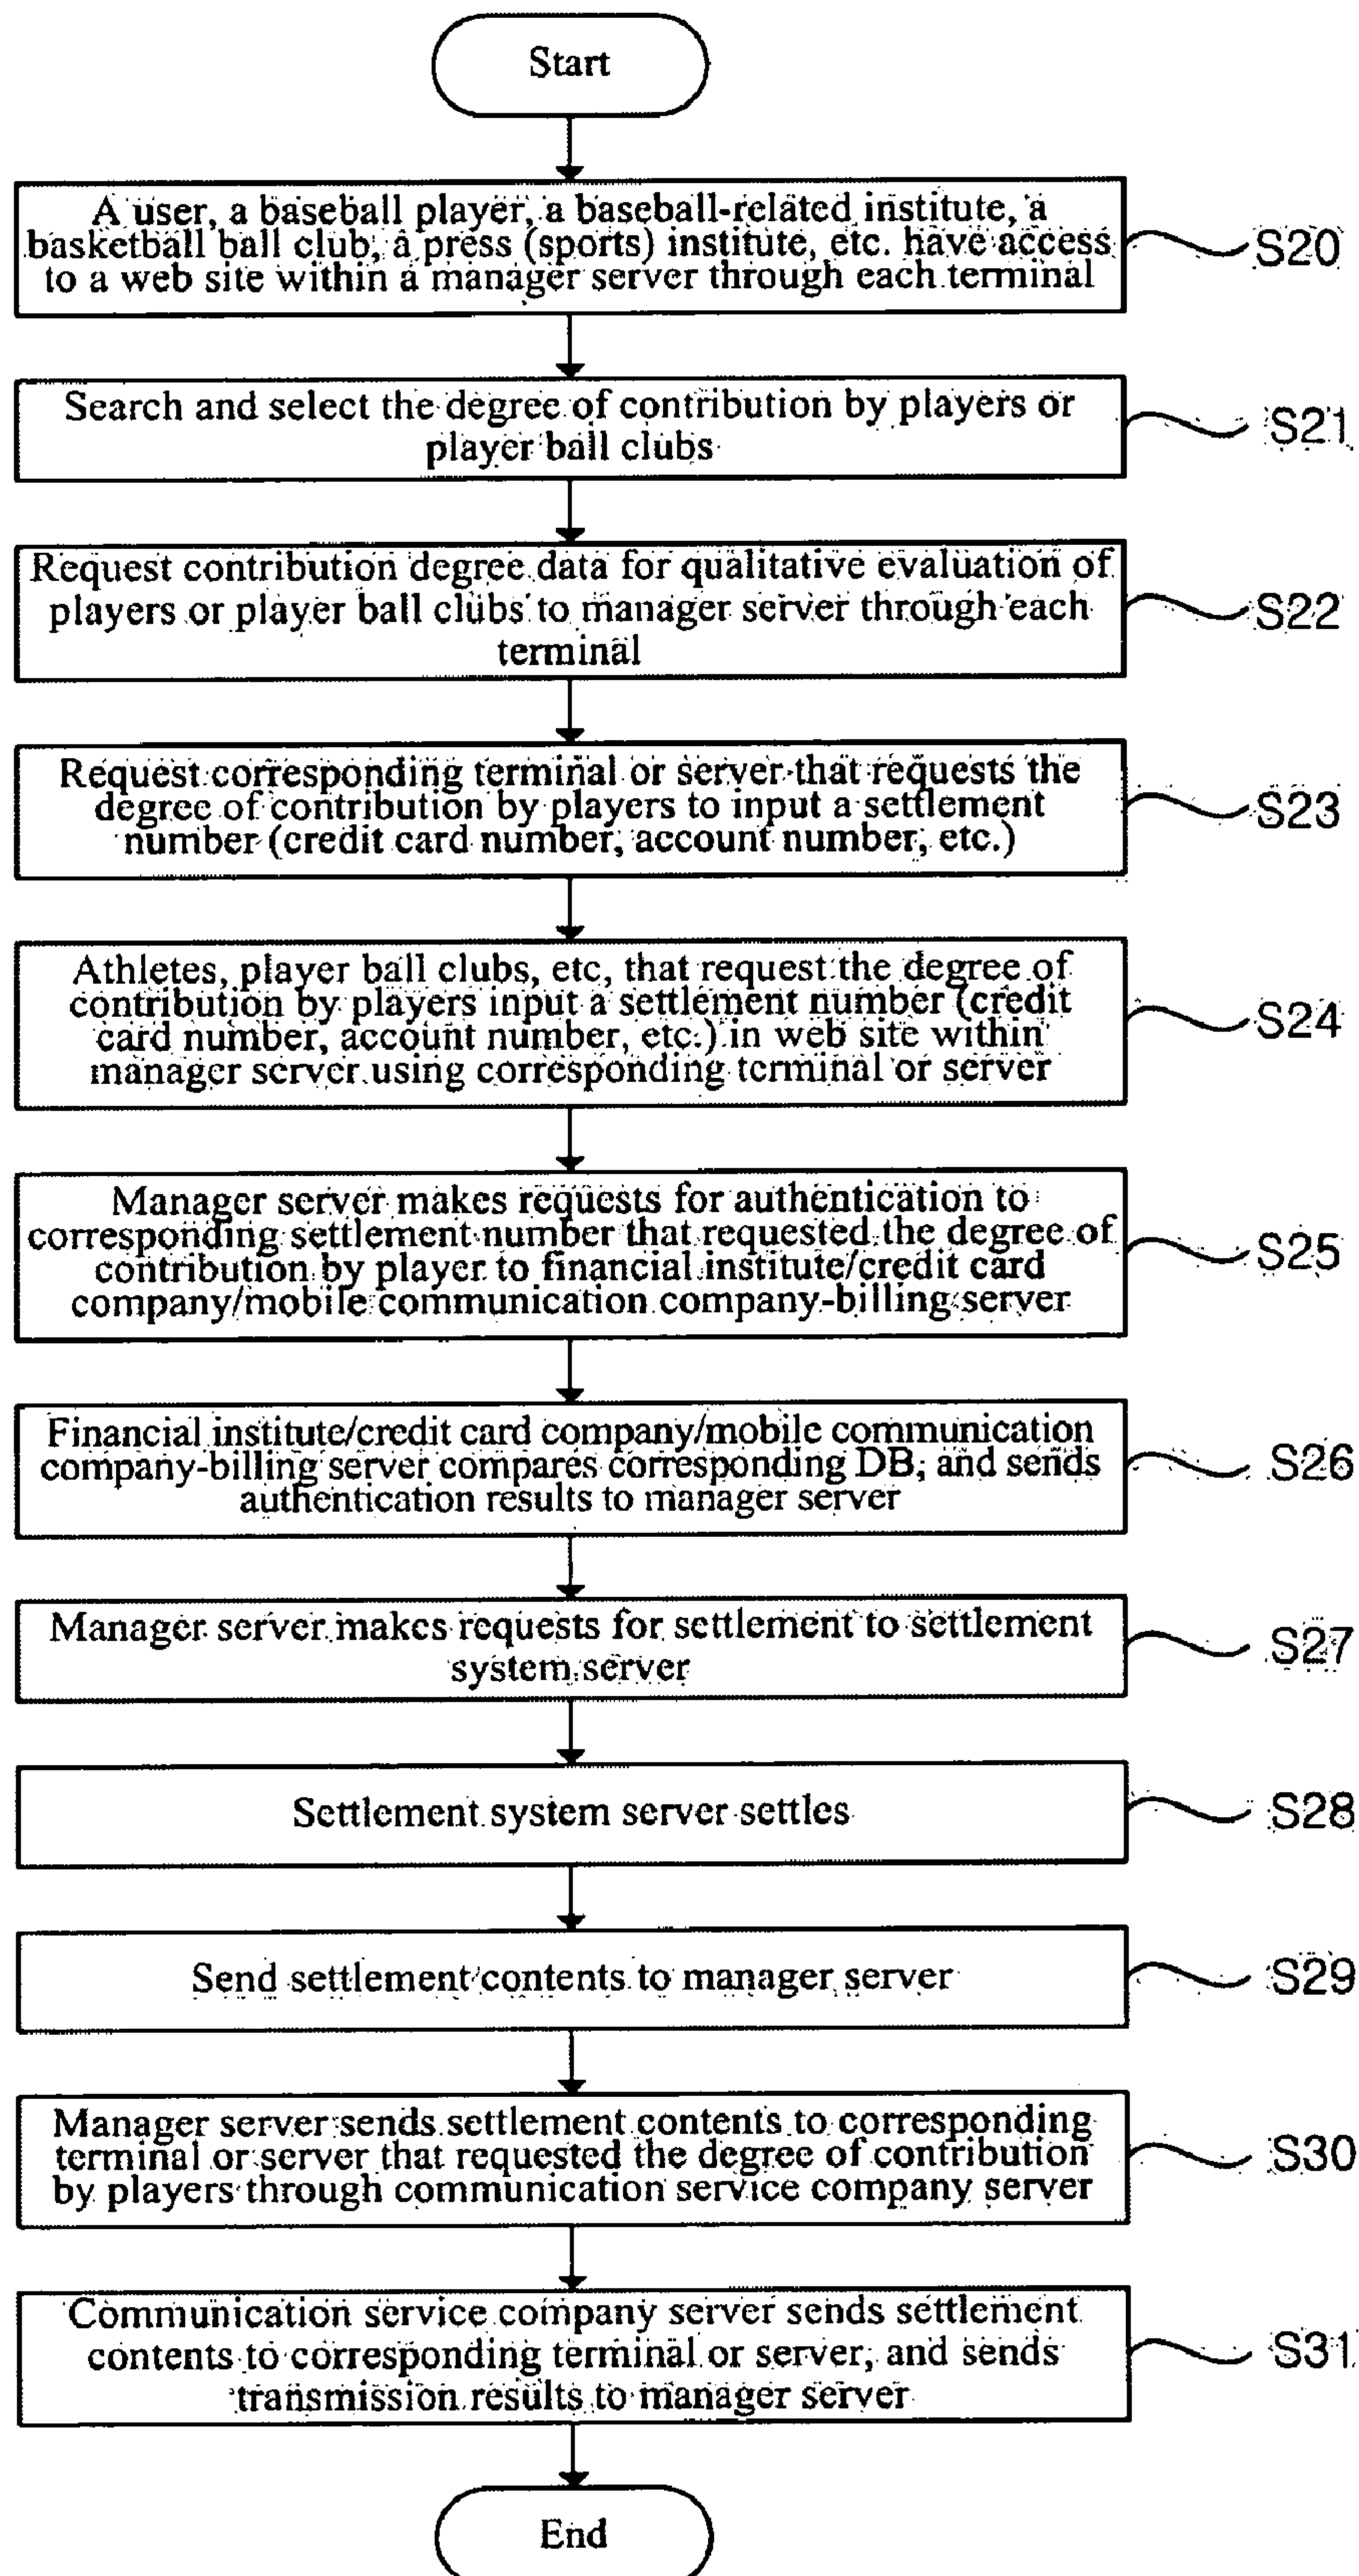 Start
A user, a baseball player, a baseball-related institute, a
basketball ball club, a press (sports) institute, etc. have access
to a web site within a manager server through each terminal
S20
Search and select the degree of contribution by players or
player ball clubs
S21
Request contribution degree data for qualitative evaluation of
players or player ball clubs to manager server through each
terminal
S22
Request corresponding terminal or server that requests the
degree of contribution by players to input a settlement
number (credit card number, account number, etc.)
S23
Athletes, player ball clubs, etc, that request the degree of
contribution by players input a settlement number (credit
card number, account number, etc.) in web site within
manager server using corresponding terminal or server
S24
Manager server makes requests for authentication to
corresponding settlement number that requested the degree of
contribution by player to financial institute/credit card
company/mobile communication company-billing server
S25
Financial institute/credit card company/mobile communication
company-billing server compares corresponding DB, and sends
authentication results to manager server
S26
Manager server makes requests for settlement to settlement
system server
S27
Settlement system server settles
S28
Send settlement contents to manager server
S29
Manager server sends settlement contents to corresponding
terminal or server that requested the degree of contribution
by players through communication service company server
S30
Communication service company server sends settlement
contents to corresponding terminal or server, and sends
transmission results to manager server
S31
End